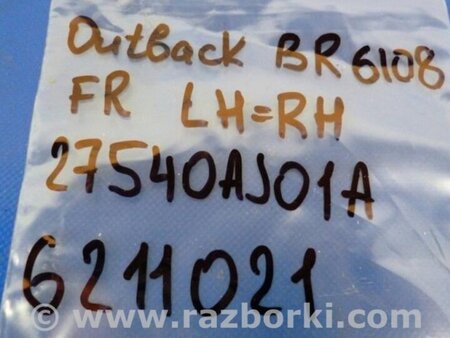 Outback BR 6108
FR LH=RH
27540AJ01A
6211021
www.razborki.com